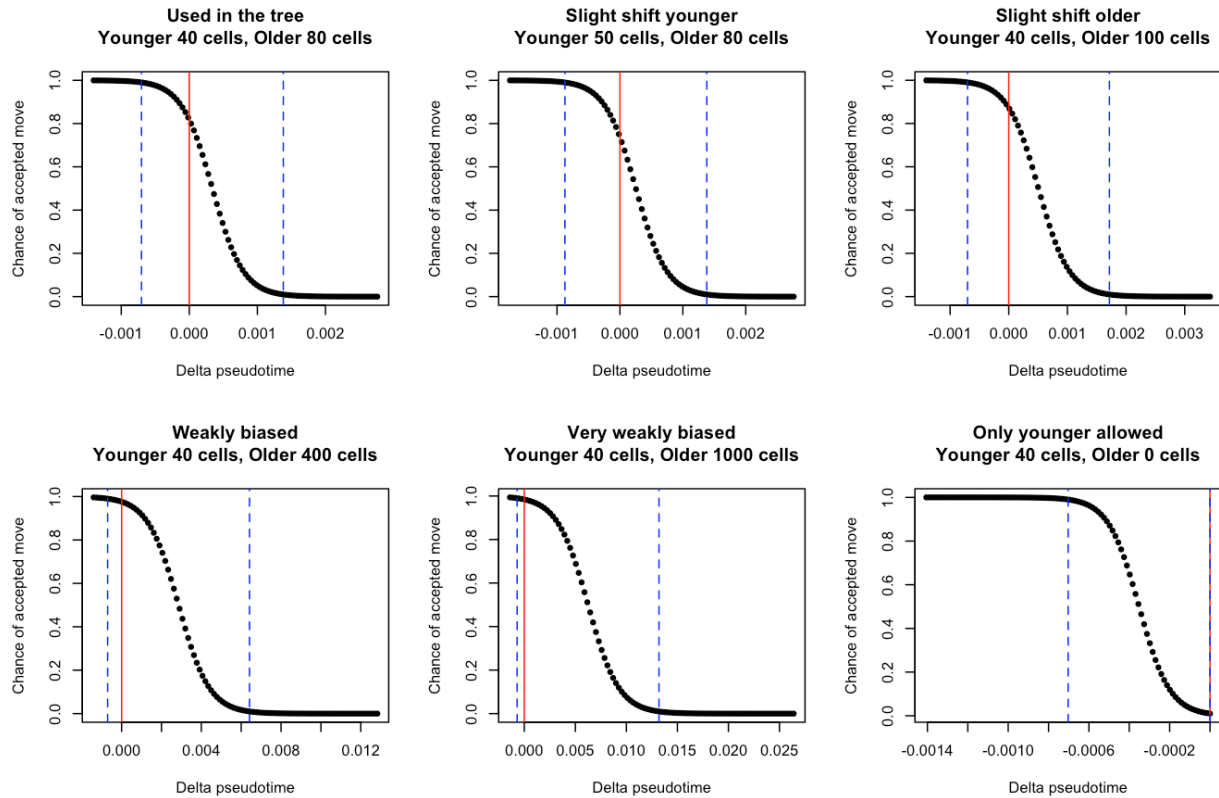 Used in the tree
Younger 40 cells, Older 80 cells
Chance of accepted move
1.0
0.8
0.6
0.4
0.2
0.0
-0.001
0.000
0.001
0.002
Delta pseudotime
Slight shift younger
Younger 50 cells, Older 80 cells
Chance of accepted move
1.0
0.8
0.6
0.4
0.2
0.0
-0.001
0.000
0.001
0.002
Delta pseudotime
Slight shift older
Younger 40 cells, Older 100 cells
Chance of accepted move
1.0
0.8
0.6
0.4
0.2
0.0
-0.001
0.000
0.001
0.002
0.003
Delta pseudotime
Weakly biased
Younger 40 cells, Older 400 cells
Chance of accepted move
1.0
0.8
0.6
0.4
0.2
0.0
0.000
0.004
0.008
0.012
Delta pseudotime
Very weakly biased
Younger 40 cells, Older 1000 cells
Chance of accepted move
1.0
0.8
0.6
0.4
0.2
0.0
0.000
0.005
0.010
0.015
0.020
0.025
Delta pseudotime
Only younger allowed
Younger 40 cells, Older 0 cells
Chance of accepted move
1.0
0.8
0.6
0.4
0.2
0.0
-0.0014
-0.0010
-0.0006
-0.0002
Delta pseudotime